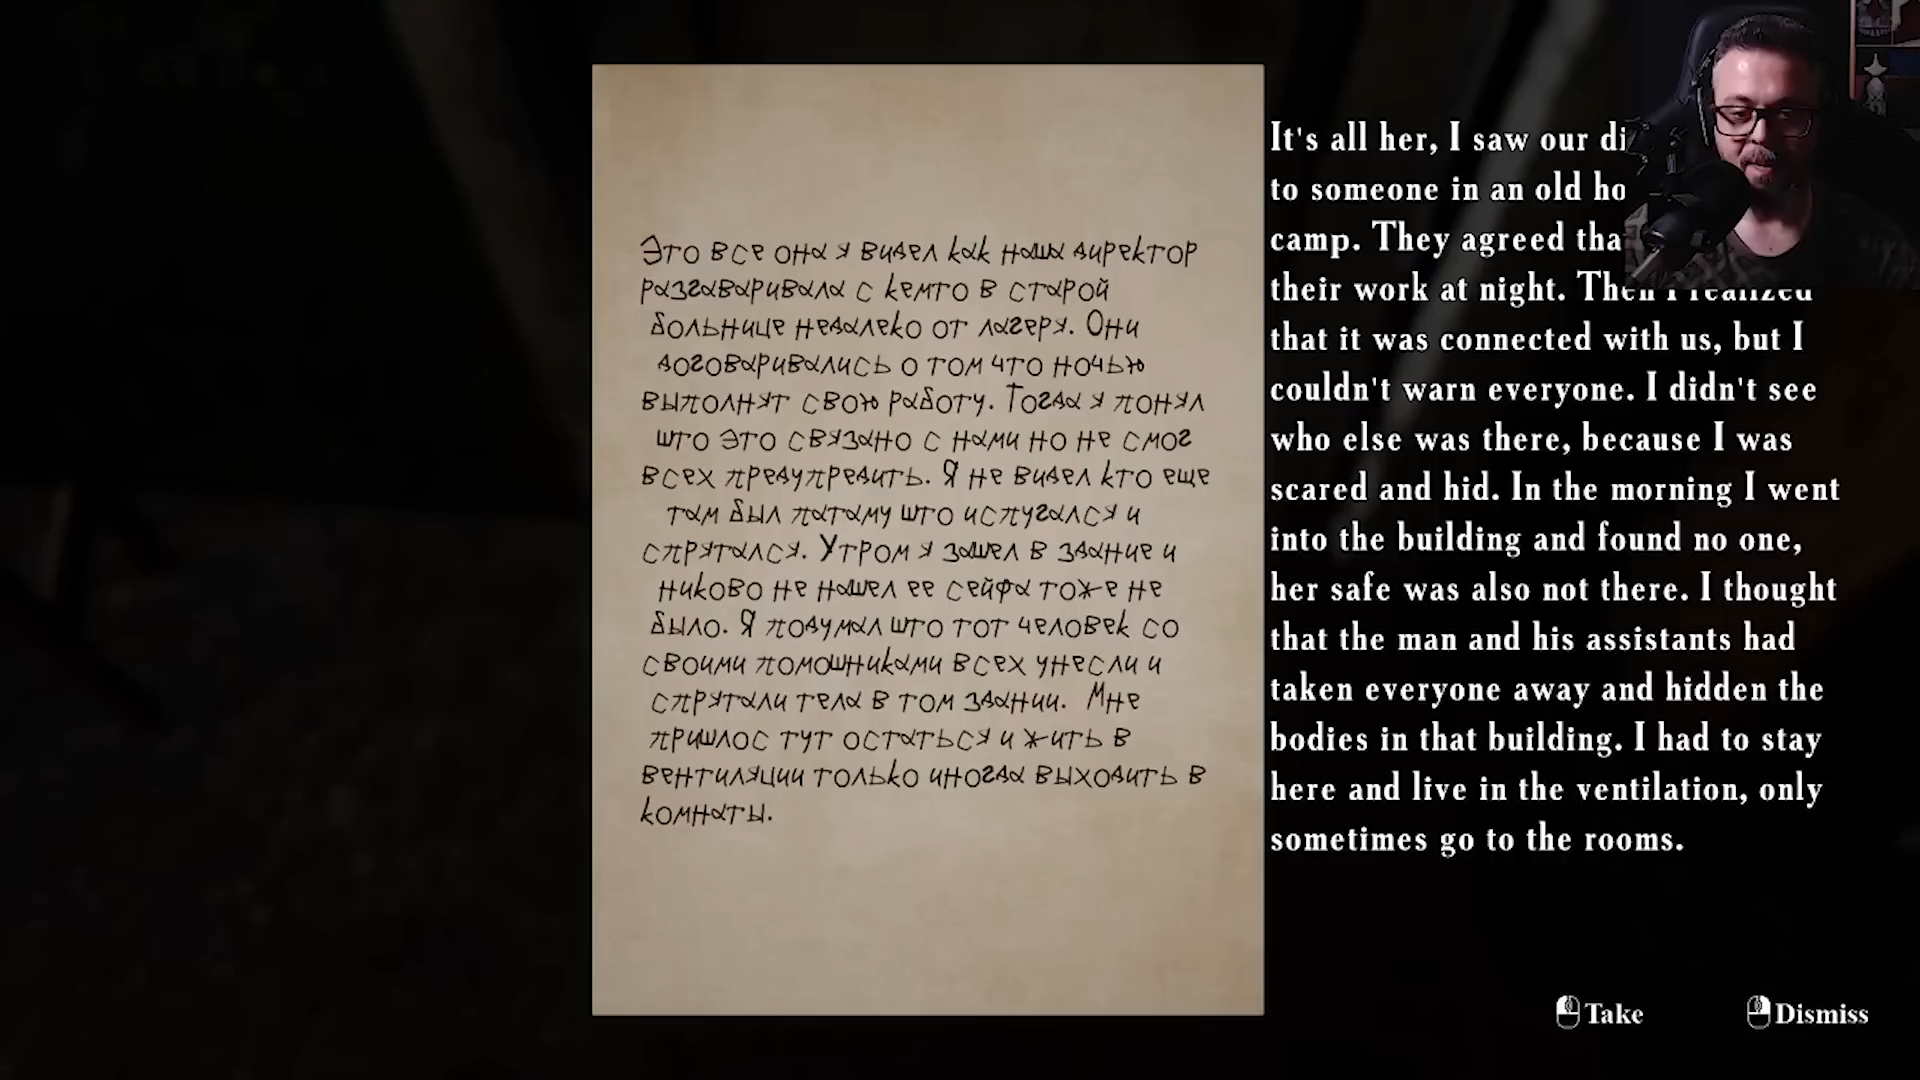 Это все она я видел как наша директор
разгаваривала с кемто в старой
больнице недалеко от лагеря. Они
договаривались о том что ночью
выполнят свою работу. Тогда я понял
што это связано с нами но не смог
всех предупредить. Я не видел кто еще
там был патаму што испугался и
спрятался. Утром я зашел в здание и
никово не нашел ее сейфа тоже не
было. Я подумал што тот человек со
своими помошниками всех унесли и
спрятали тела в том здании. Мне
пришлос тут остаться и жить в
вентиляции только иногда выходить в
комнаты.
It's all her, I saw our
to someone in an old
camp. They agreed
their work at night. Then I realized
that it was connected with us, but I
couldn't warn everyone. I didn't see
who else was there, because I was
scared and hid. In the morning I went
into the building and found no one,
her safe was also not there. I thought
that the man and his assistants had
taken everyone away and hidden the
bodies in that building. I had to stay
here and live in the ventilation, only
sometimes go to the rooms.
Take
Dismiss